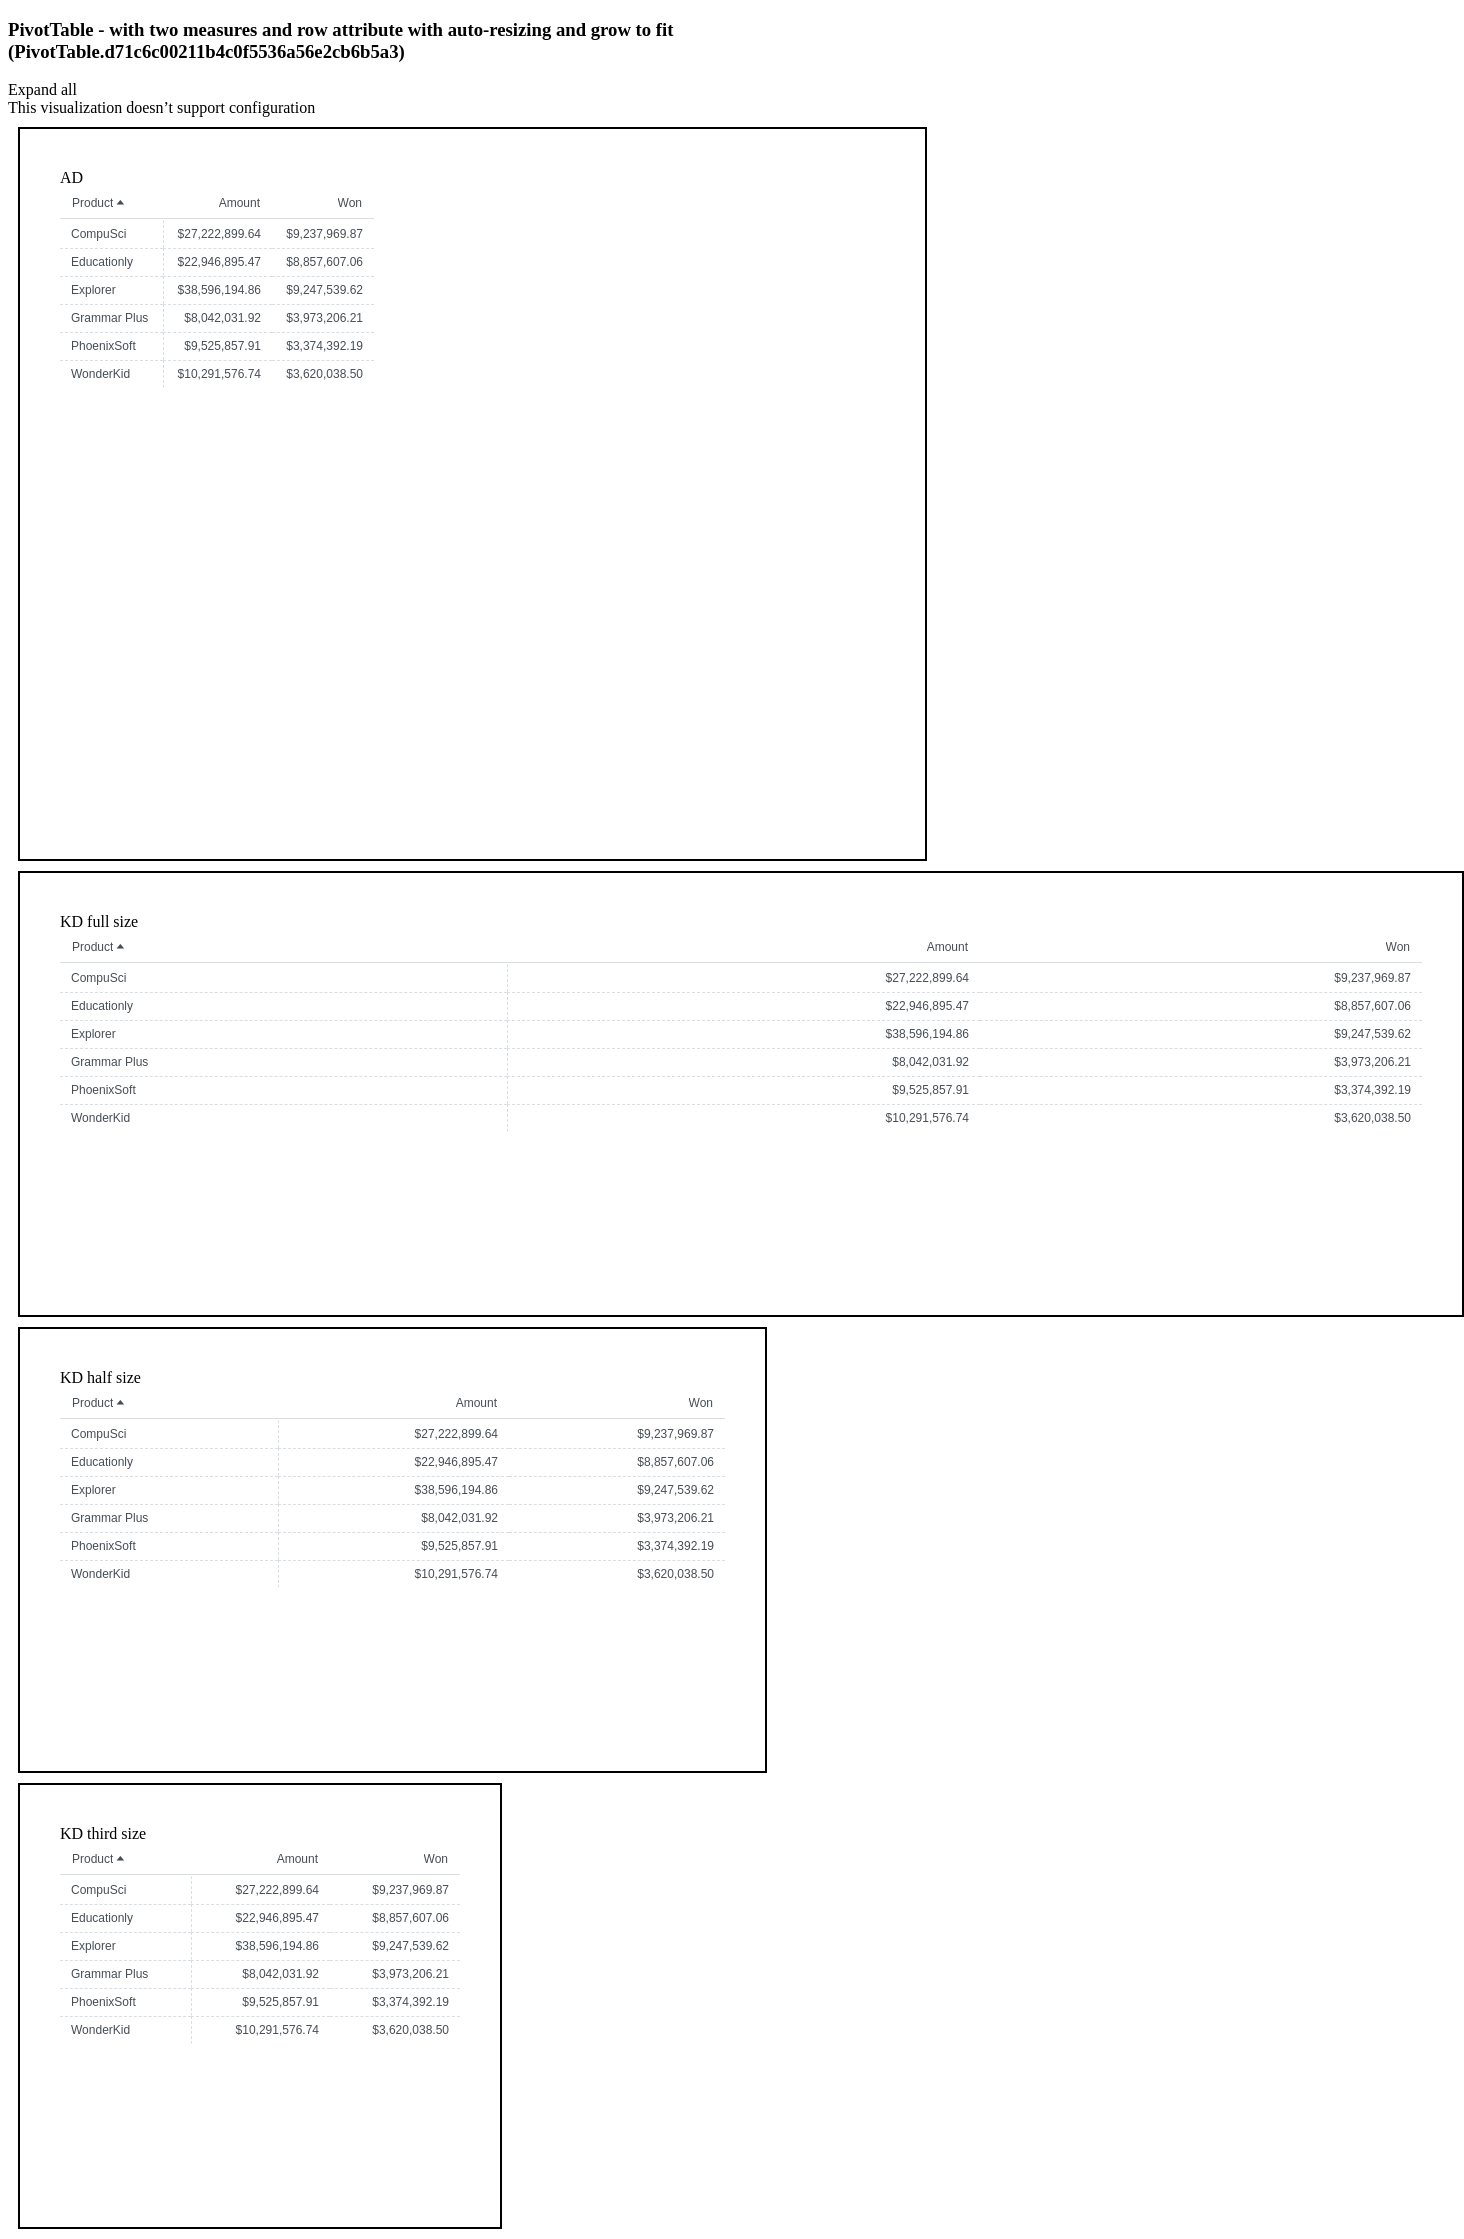 PivotTable - with two measures and row attribute with auto-resizing and grow to fit
(PivotTable.d71c6c00211b4c0f5536a56e2cb6b5a3)
Expand all
This visualization doesn’t support configuration
AD
Product Amount Won
CompuSci $27,222,899.64 $9,237,969.87
Educationly $22,946,895.47 $8,857,607.06
Explorer $38,596,194.86 $9,247,539.62
Grammar Plus $8,042,031.92 $3,973,206.21
PhoenixSoft $9,525,857.91 $3,374,392.19
WonderKid $10,291,576.74 $3,620,038.50
KD full size
Product Amount Won
CompuSci $27,222,899.64 $9,237,969.87
Educationly $22,946,895.47 $8,857,607.06
Explorer $38,596,194.86 $9,247,539.62
Grammar Plus $8,042,031.92 $3,973,206.21
PhoenixSoft $9,525,857.91 $3,374,392.19
WonderKid $10,291,576.74 $3,620,038.50
KD half size
Product Amount Won
CompuSci $27,222,899.64 $9,237,969.87
Educationly $22,946,895.47 $8,857,607.06
Explorer $38,596,194.86 $9,247,539.62
Grammar Plus $8,042,031.92 $3,973,206.21
PhoenixSoft $9,525,857.91 $3,374,392.19
WonderKid $10,291,576.74 $3,620,038.50
KD third size
Product Amount Won
CompuSci $27,222,899.64 $9,237,969.87
Educationly $22,946,895.47 $8,857,607.06
Explorer $38,596,194.86 $9,247,539.62
Grammar Plus $8,042,031.92 $3,973,206.21
PhoenixSoft $9,525,857.91 $3,374,392.19
WonderKid $10,291,576.74 $3,620,038.50